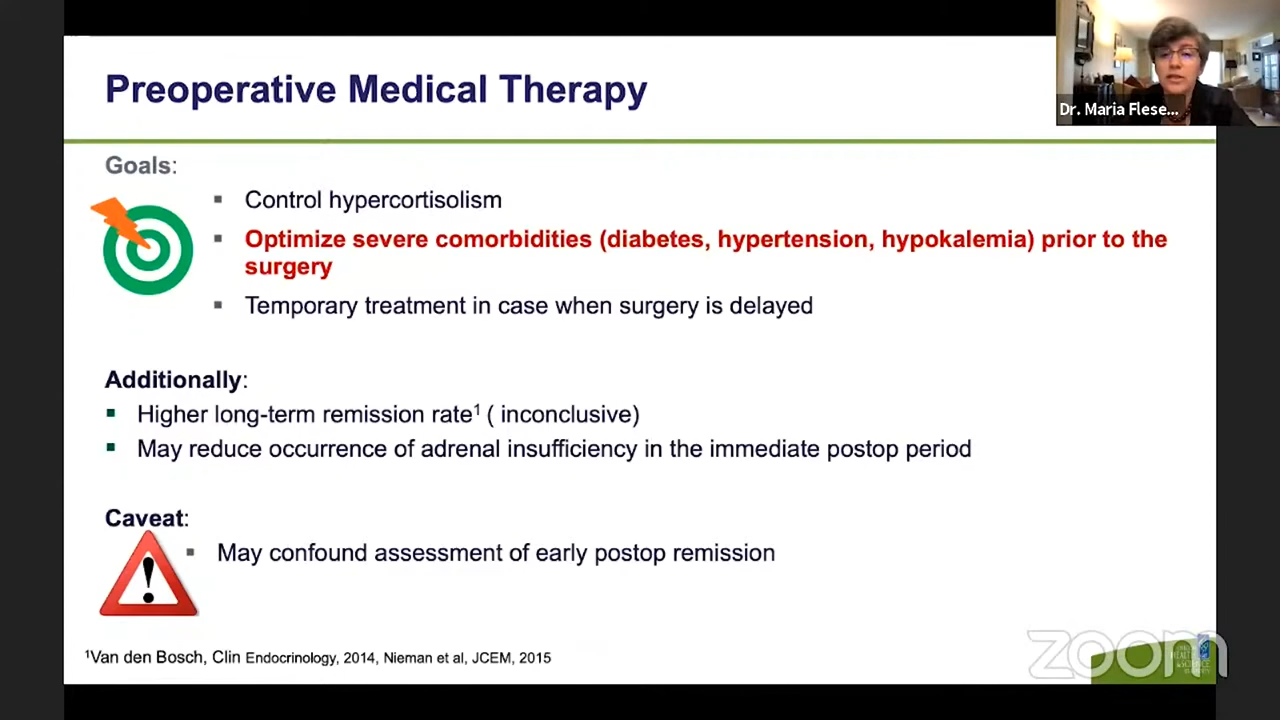 Preoperative Medical Therapy
Dr. Maria Flese...
Goals:
▪ Control hypercortisolism
▪ Optimize severe comorbidities (diabetes, hypertension, hypokalemia) prior to the
surgery
▪ Temporary treatment in case when surgery is delayed
Additionally:
▪ Higher long-term remission rate¹ ( inconclusive)
▪ May reduce occurrence of adrenal insufficiency in the immediate postop period
Caveat:
▪ May confound assessment of early postop remission
!
¹Van den Bosch, Clin Endocrinology, 2014, Nieman et al, JCEM, 2015
zoom